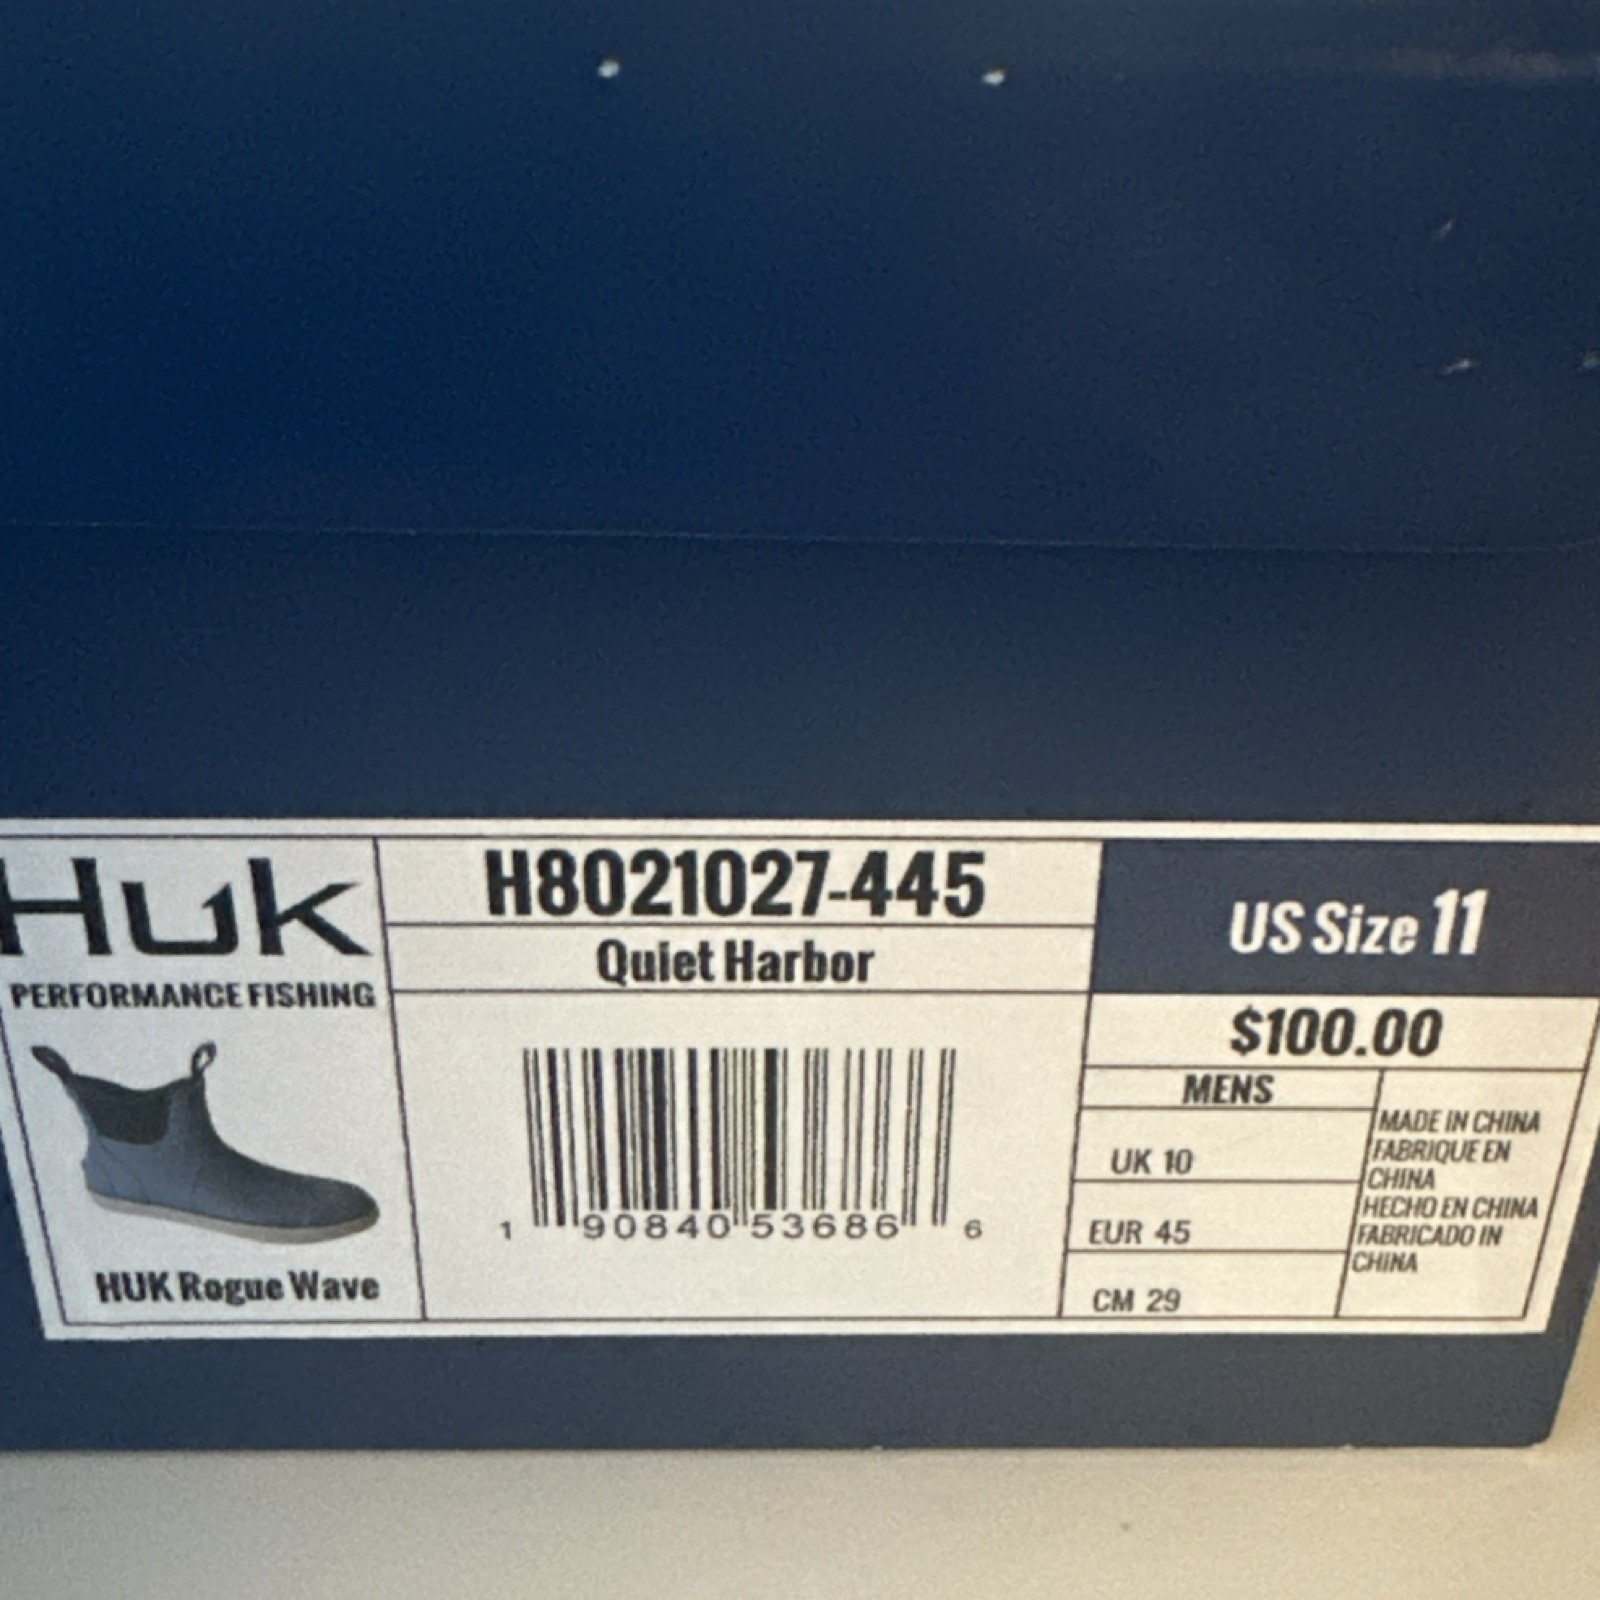 Huk
PERFORMANCE FISHING
HUK Rogue Wave
H8021027-445
Quiet Harbor
1 90840 53686 6
US Size 11
$100.00
MENS
UK 10
EUR 45
CM 29
MADE IN CHINA
FABRIQUE EN
CHINA
HECHO EN CHINA
FABRICADO IN
CHINA